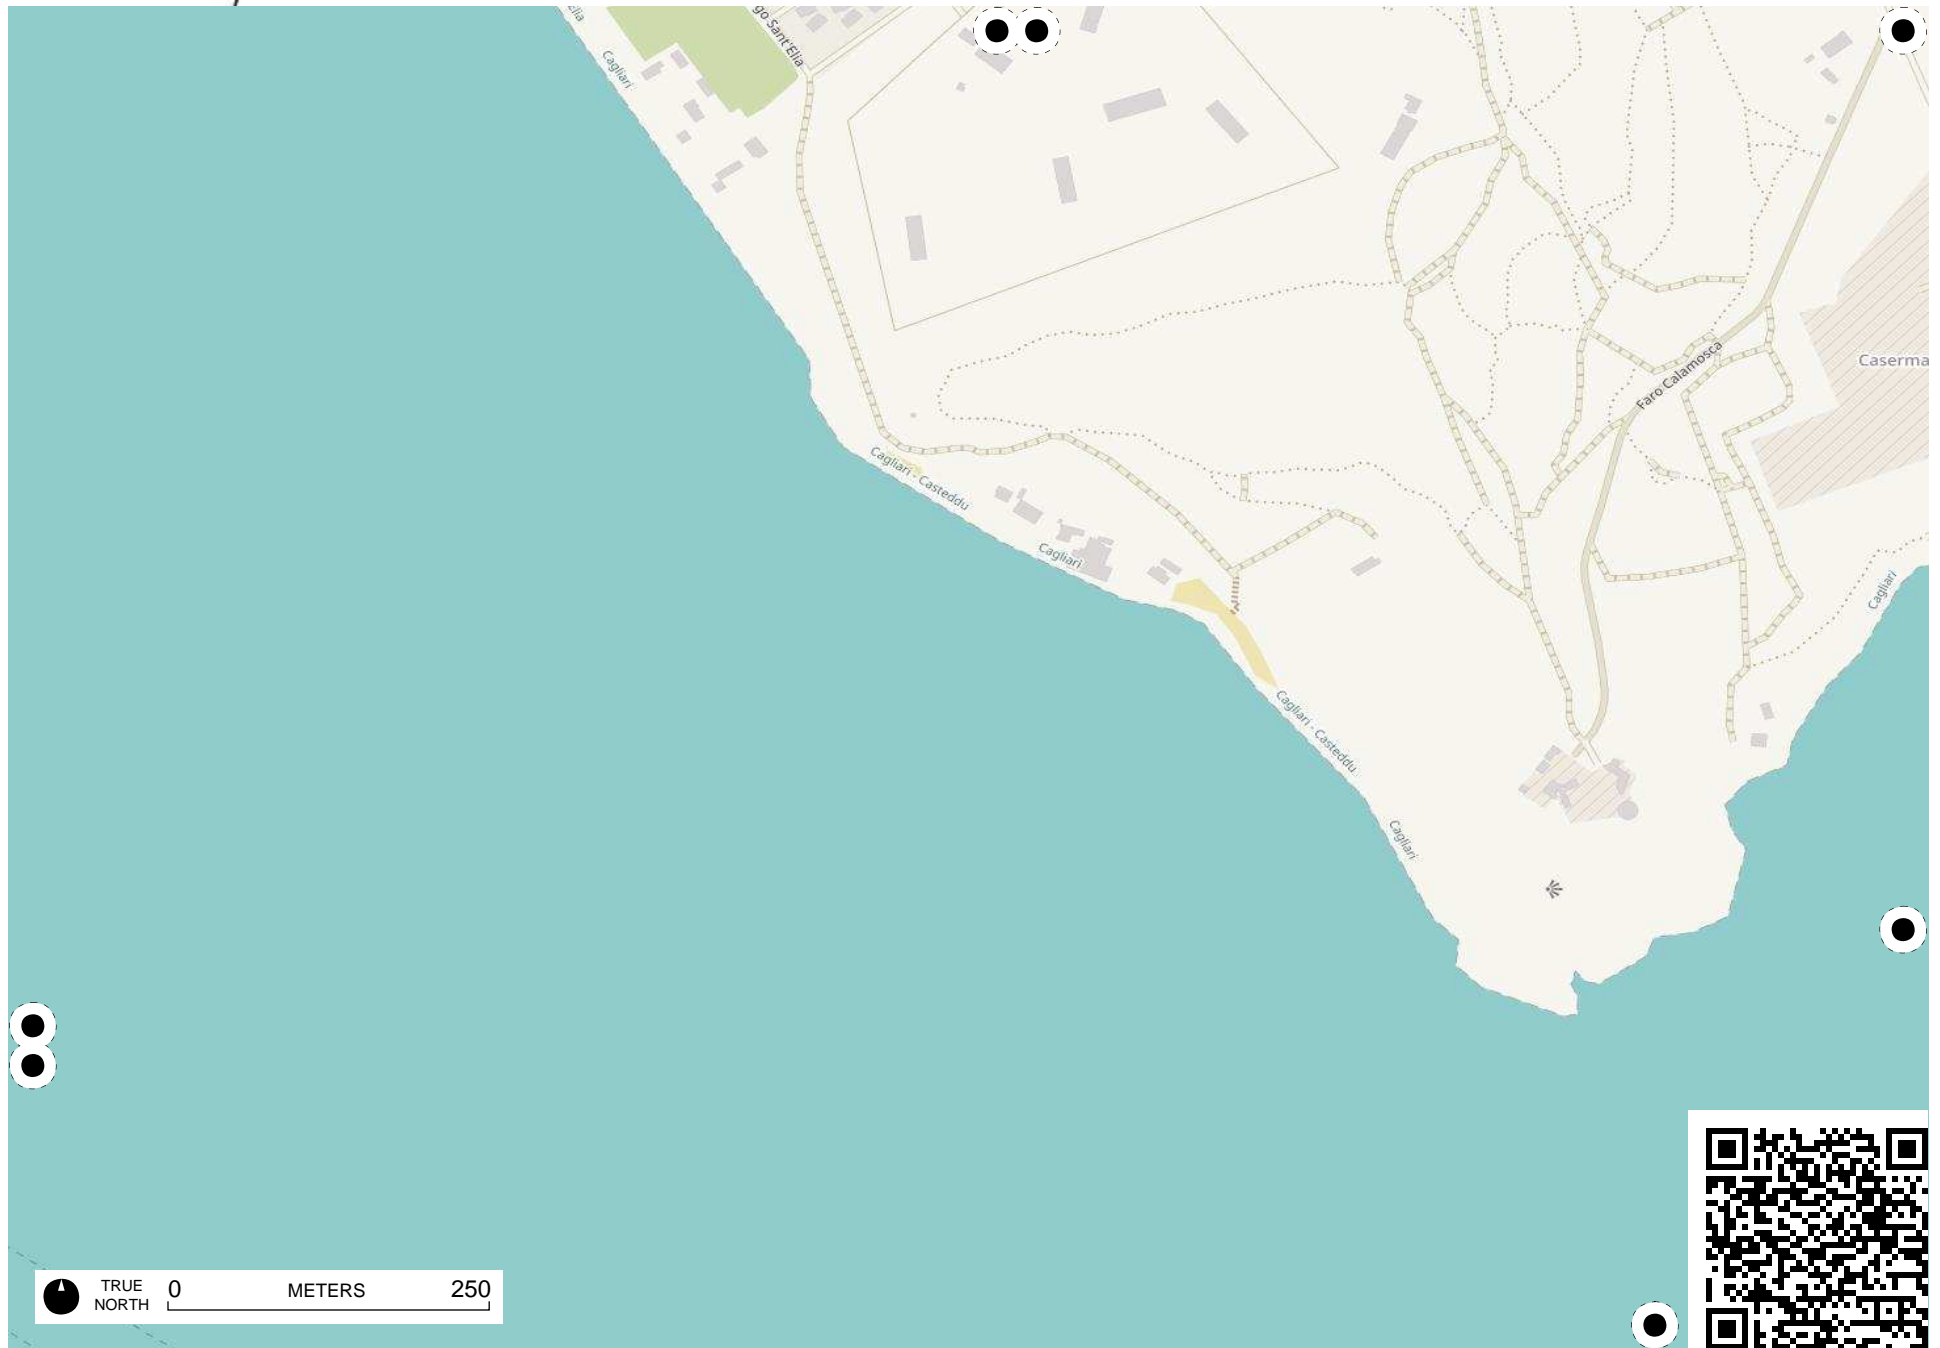 Cagliari
go Sant'Elia
Faro Calamosca
Caserma
Cagliari - Casteddu
Cagliari
Cagliari
Cagliari - Casteddu
Cagliari
TRUE NORTH
0 METERS 250